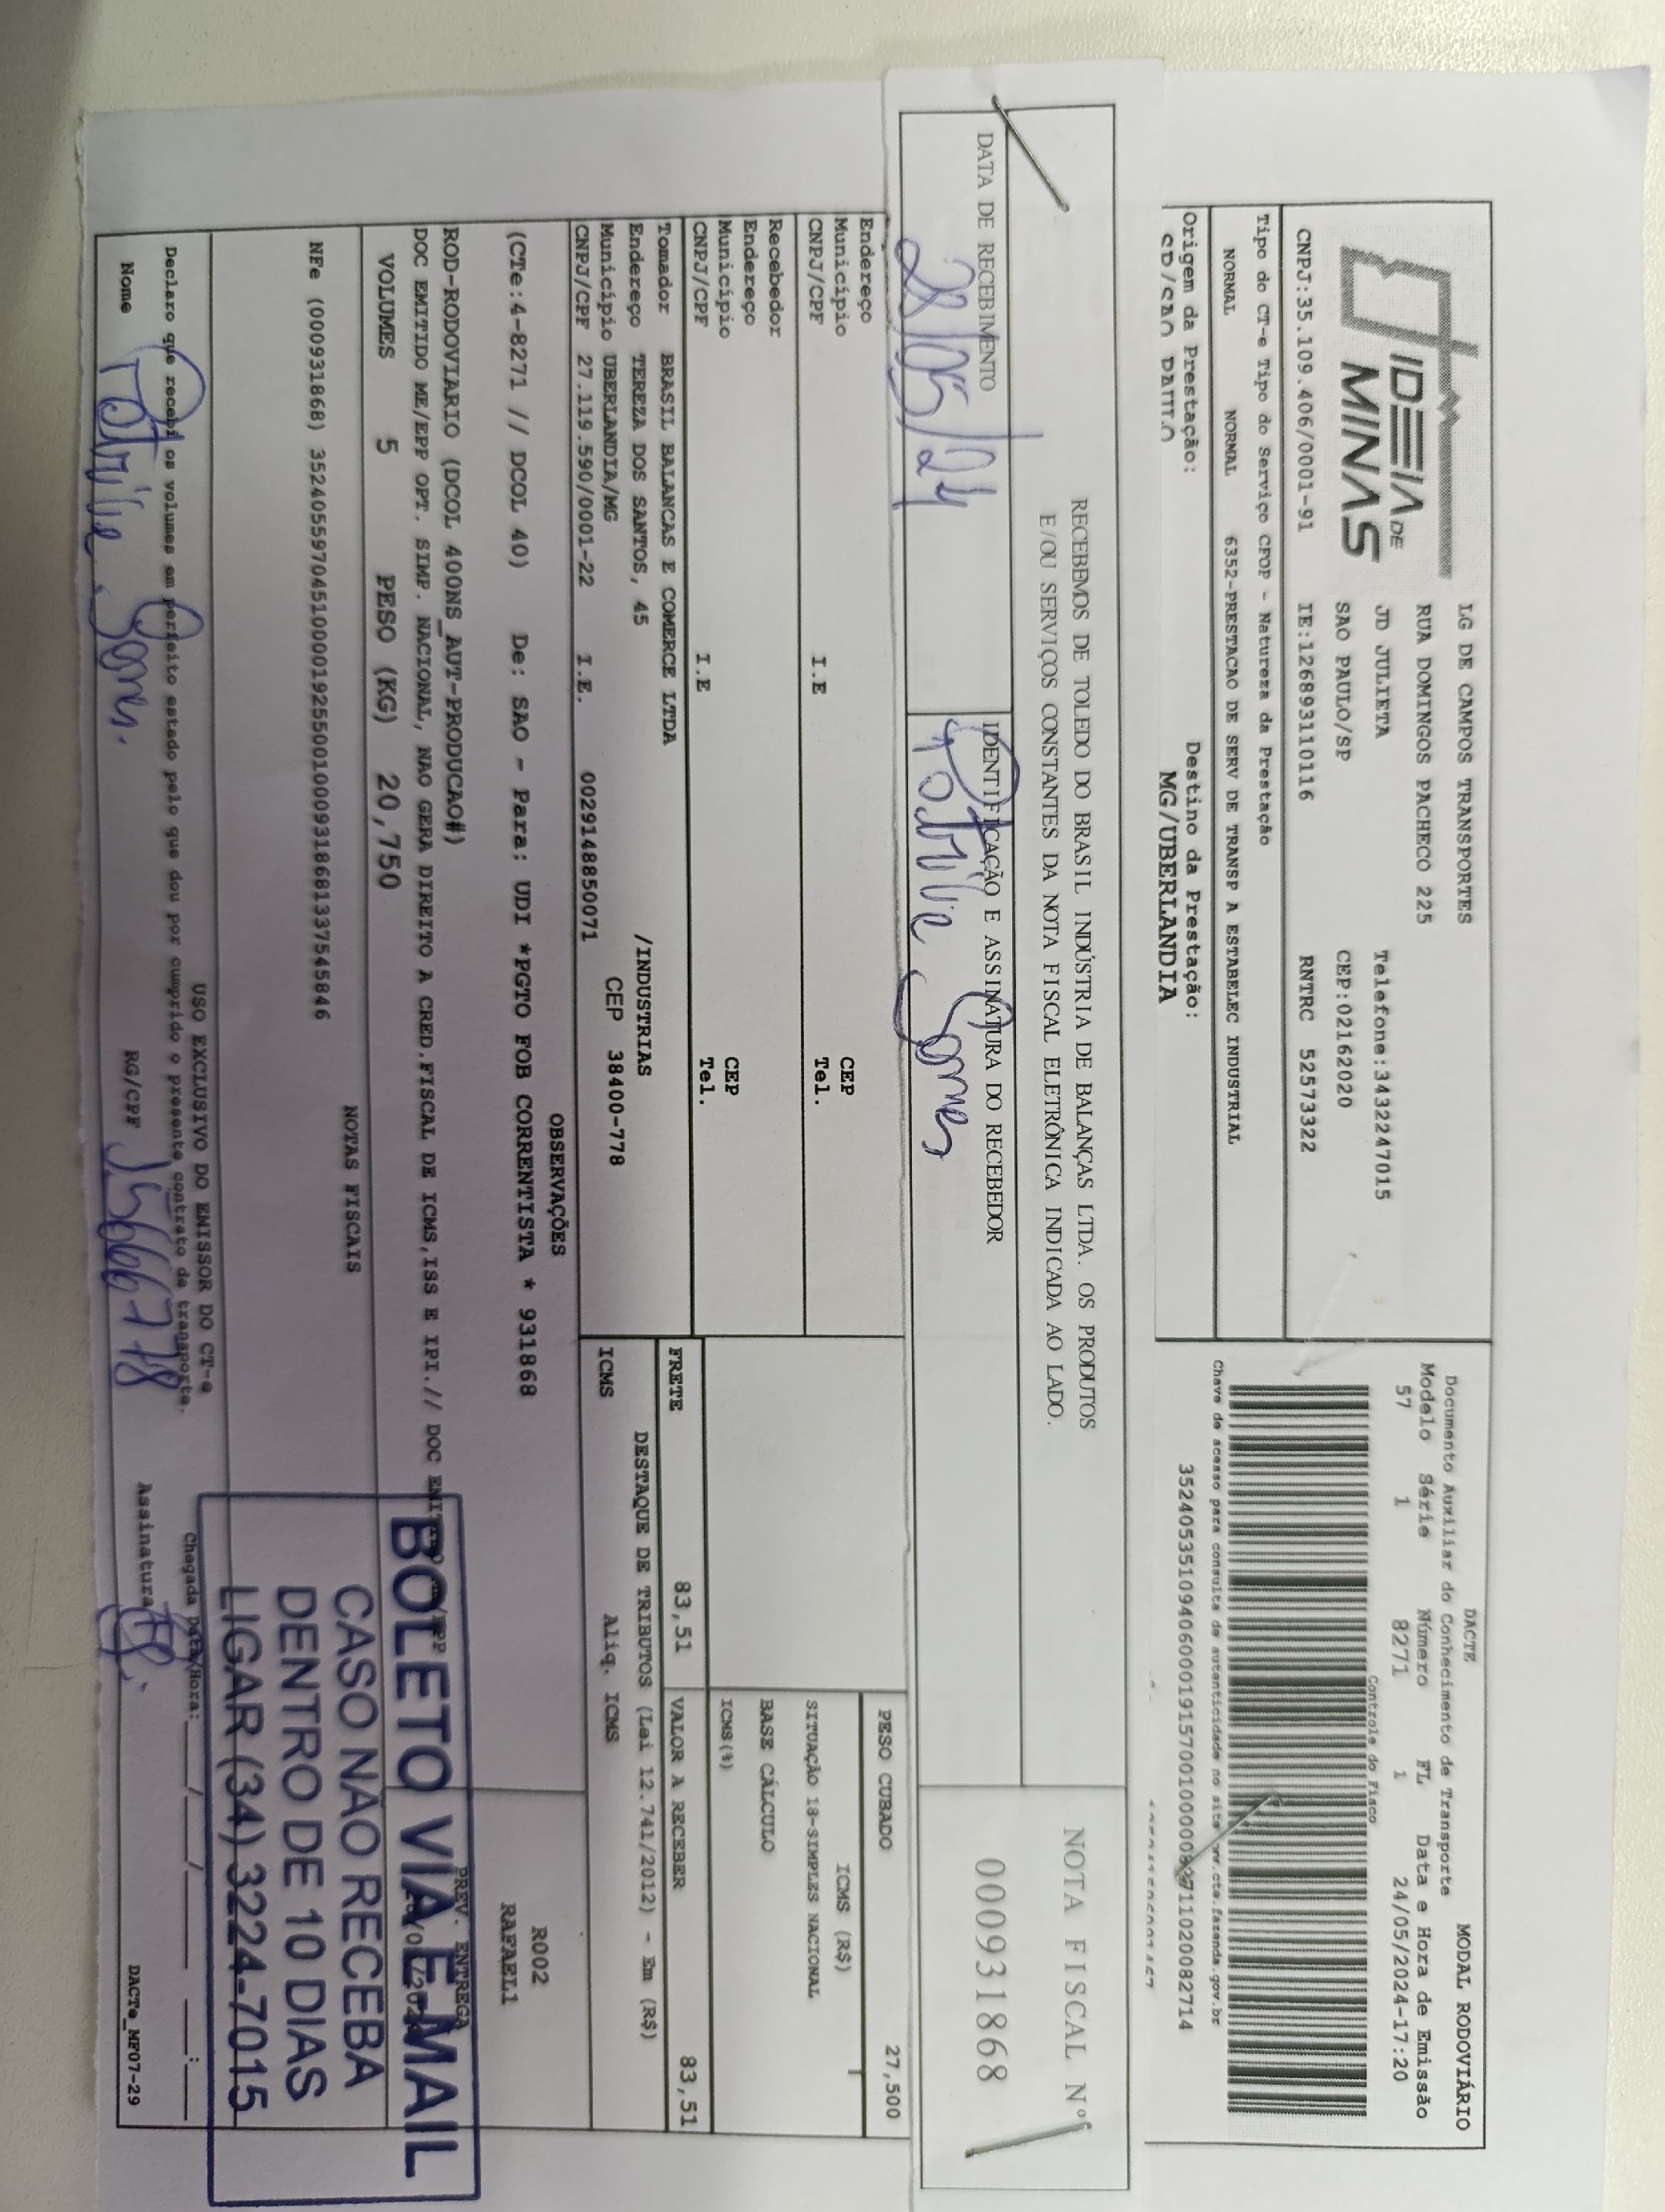 IDEIA DE
MINAS
LG DE CAMPOS TRANSPORTES
RUA DOMINGOS PACHECO 225
JD JULIETA Telefone:3432247015
SAO PAULO/SP CEP:02162020
CNPJ:35.109.406/0001-91 IE:126893110116 RNTRC 52573322
Tipo do CT-e Tipo do Serviço CFOP - Natureza da Prestação
NORMAL NORMAL 6352-PRESTACAO DE SERV DE TRANSP A ESTABELEC INDUSTRIAL
Origem da Prestação: Destino da Prestação:
SP/SAO PAULO MG/UBERLANDIA
DACTE MODAL RODOVIÁRIO
Documento Auxiliar do Conhecimento de Transporte
Modelo Série Número FL Data e Hora de Emissão
57 1 8271 1 24/05/2024-17:20
Controle do Fisco
Chave de acesso para consulta de autenticidade no site www.cte.fazenda.gov.br
RECEBEMOS DE TOLEDO DO BRASIL INDÚSTRIA DE BALANÇAS LTDA. OS PRODUTOS
E/OU SERVIÇOS CONSTANTES DA NOTA FISCAL ELETRÔNICA INDICADA AO LADO.
NOTA FISCAL Nº
000931868
DATA DE RECEBIMENTO IDENTIFICAÇÃO E ASSINATURA DO RECEBEDOR
28/05/24
Endereço
Município CEP
CNPJ/CPF I.E Tel.
Recebedor
Endereço
Município CEP
CNPJ/CPF I.E Tel.
PESO CUBADO 27,500
ICMS (R$)
SITUAÇÃO 18-SIMPLES NACIONAL
BASE CÁLCULO
ICMS(%)
Tomador BRASIL BALANCAS E COMERCE LTDA
Endereço TEREZA DOS SANTOS, 45 /INDUSTRIAS
Município UBERLANDIA/MG CEP 38400-778
CNPJ/CPF 27.119.590/0001-22 I.E. 0029148850071
FRETE 83,51 VALOR A RECEBER 83,51
DESTAQUE DE TRIBUTOS (Lei 12.741/2012) - Em (R$)
ICMS Aliq. ICMS
OBSERVAÇÕES
(CTe:4-8271 // DCOL 40) De: SAO - Para: UDI *PGTO FOB CORRENTISTA * 931868
R002
RAFAEL1
ROD-RODOVIARIO (DCOL 400NS_AUT-PRODUCAO#)
DOC EMITIDO ME/EPP OPT. SIMP. NACIONAL, NAO GERA DIREITO A CRED.FISCAL DE ICMS,ISS E IPI.// DOC
PREV. ENTREGA
VOLUMES 5 PESO (KG) 20,750
NOTAS FISCAIS
NFe (000931868) 35240559704510000192550010009318681337545846
BOLETO VIA E-MAIL
CASO NÃO RECEBA
DENTRO DE 10 DIAS
LIGAR (34) 3224-7015
USO EXCLUSIVO DO EMISSOR DO CT-e
Declaro que recebi os volumes em perfeito estado pelo que dou por cumprido o presente contrato de transporte.
Chegada Data/Hora: ___/___/___ ___:___
Nome RG/CPF Assinatura
DACTe_MF07-29